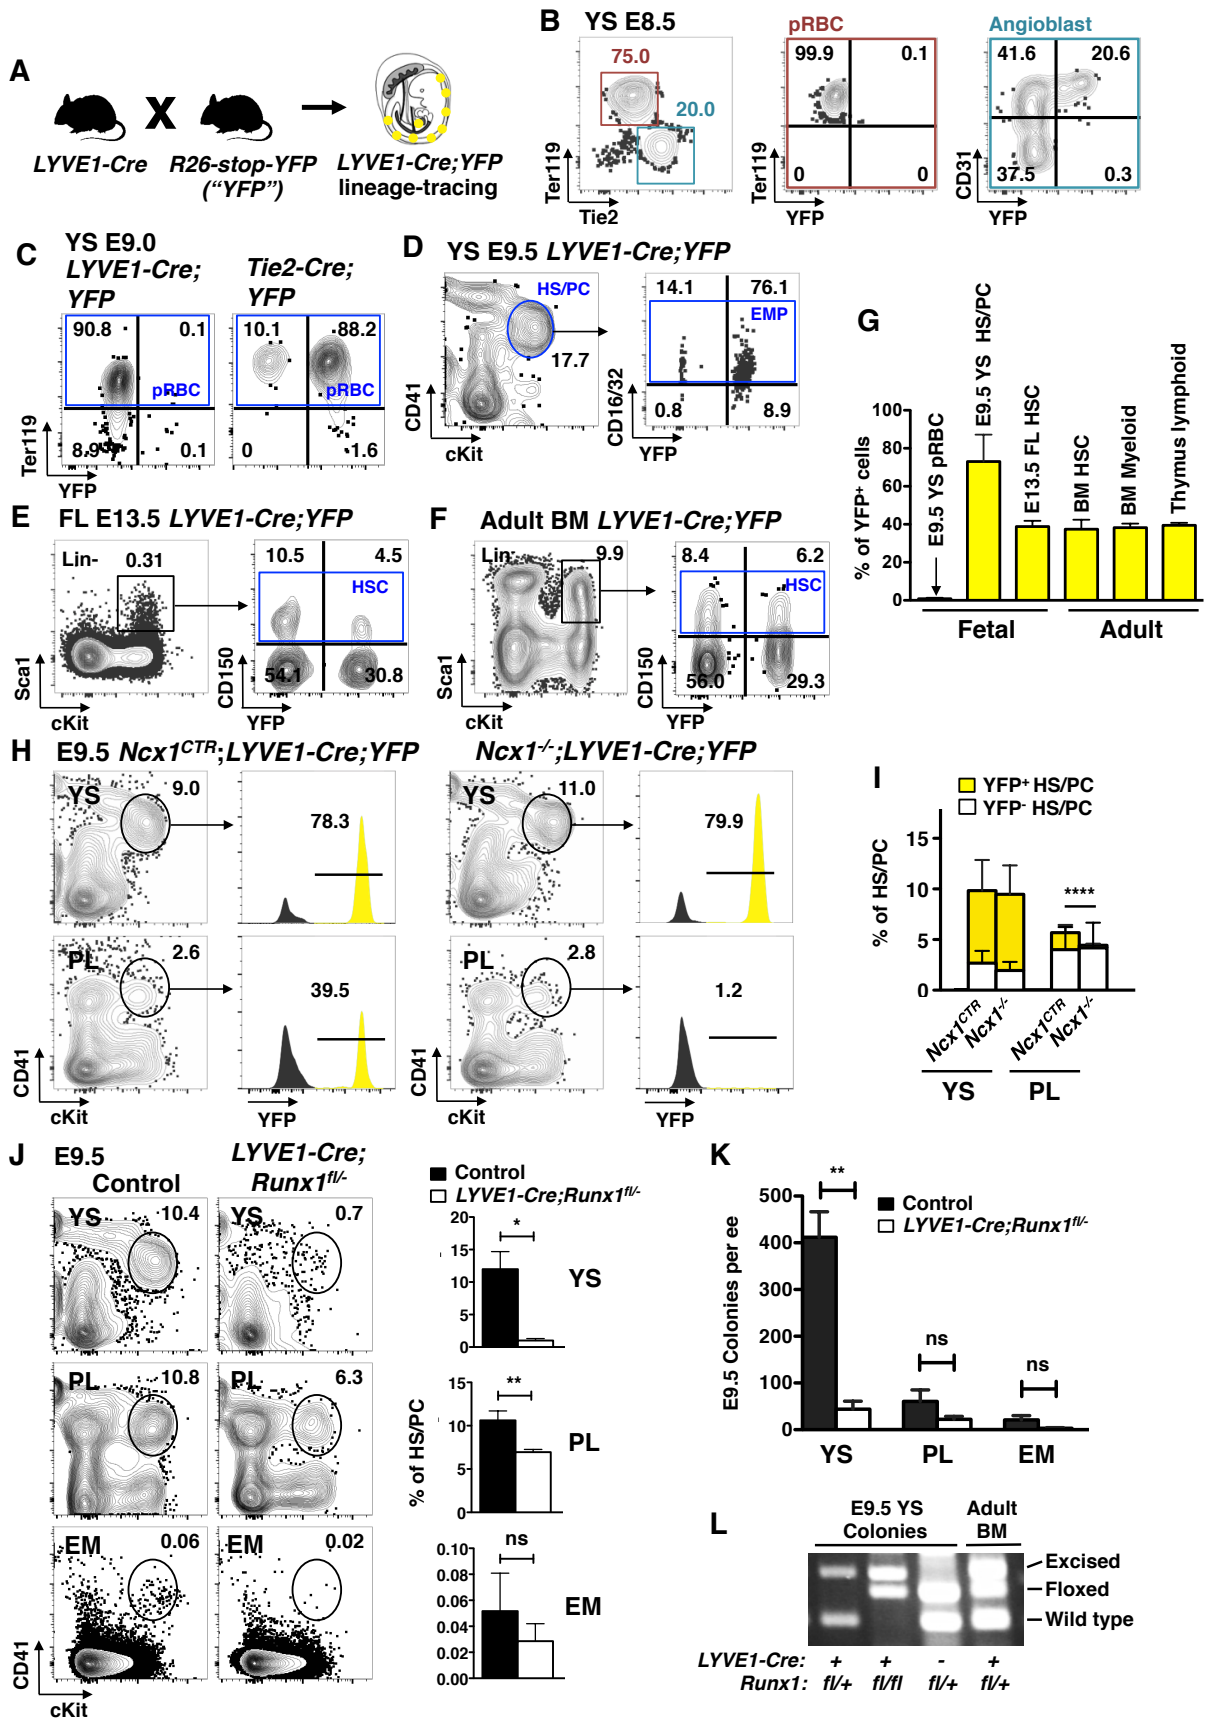 A
LYVE1-Cre
X
R26-stop-YFP
("YFP")
LYVE1-Cre;YFP
lineage-tracing
B
YS E8.5
75.0
20.0
Ter119
Tie2
pRBC
99.9
0.1
0
0
Ter119
YFP
Angioblast
41.6
20.6
37.5
0.3
CD31
YFP
C
YS E9.0
LYVE1-Cre;
YFP
Tie2-Cre;
YFP
90.8
0.1
pRBC
8.9
0.1
10.1
88.2
pRBC
0
1.6
Ter119
YFP
D
YS E9.5 LYVE1-Cre;YFP
HS/PC
17.7
CD41
cKit
14.1
76.1
EMP
0.8
8.9
CD16/32
YFP
E
FL E13.5 LYVE1-Cre;YFP
Lin-
0.31
Sca1
cKit
10.5
4.5
HSC
54.1
30.8
CD150
YFP
F
Adult BM LYVE1-Cre;YFP
Lin-
9.9
Sca1
cKit
8.4
6.2
HSC
56.0
29.3
CD150
YFP
G
% of YFP+ cells
100
80
60
40
20
0
E9.5 YS pRBC
E9.5 YS HS/PC
E13.5 FL HSC
BM HSC
BM Myeloid
Thymus lymphoid
Fetal
Adult
H
E9.5 Ncx1CTR;LYVE1-Cre;YFP
Ncx1-/-;LYVE1-Cre;YFP
YS
9.0
78.3
YS
11.0
79.9
PL
2.6
39.5
PL
2.8
1.2
CD41
cKit
YFP
CD41
cKit
YFP
I
YFP+ HS/PC
YFP- HS/PC
% of HS/PC
15
10
5
0
****
Ncx1CTR
Ncx1-/-
Ncx1CTR
Ncx1-/-
YS
PL
J
E9.5
Control
LYVE1-Cre;
Runx1fl/-
YS
10.4
YS
0.7
PL
10.8
PL
6.3
EM
0.06
EM
0.02
CD41
cKit
Control
LYVE1-Cre;Runx1fl/-
20
15
10
5
0
*
YS
15
10
5
0
**
PL
% of HS/PC
0.10
0.08
0.06
0.04
0.02
0.00
ns
EM
K
E9.5 Colonies per ee
500
400
300
200
100
0
**
ns
ns
Control
LYVE1-Cre;Runx1fl/-
YS
PL
EM
L
E9.5 YS
Colonies
Adult
BM
Excised
Floxed
Wild type
LYVE1-Cre: + + - +
Runx1: fl/+ fl/fl fl/+ fl/+